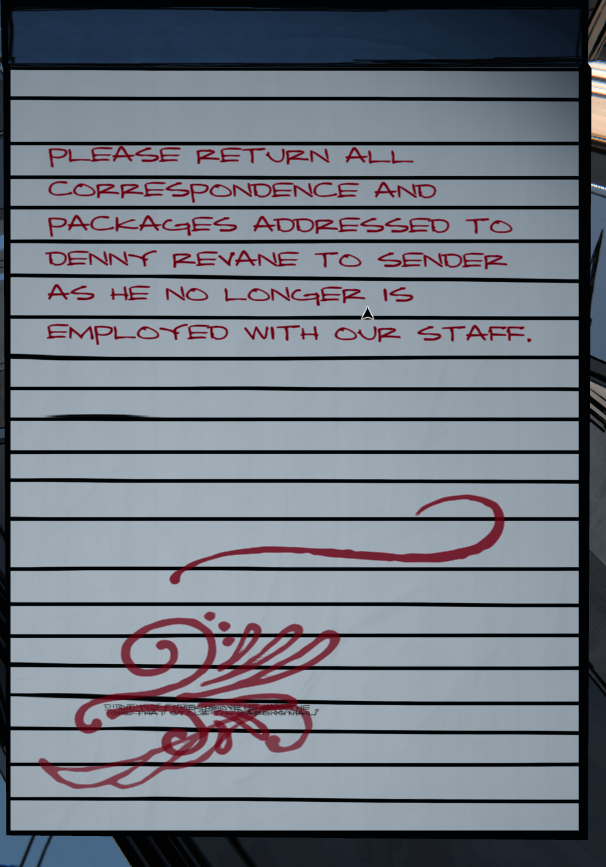 PLEASE RETURN ALL
CORRESPONDENCE AND
PACKAGES ADDRESSED TO
DENNY REVANE TO SENDER
AS HE NO LONGER IS
EMPLOYED WITH OUR STAFF.